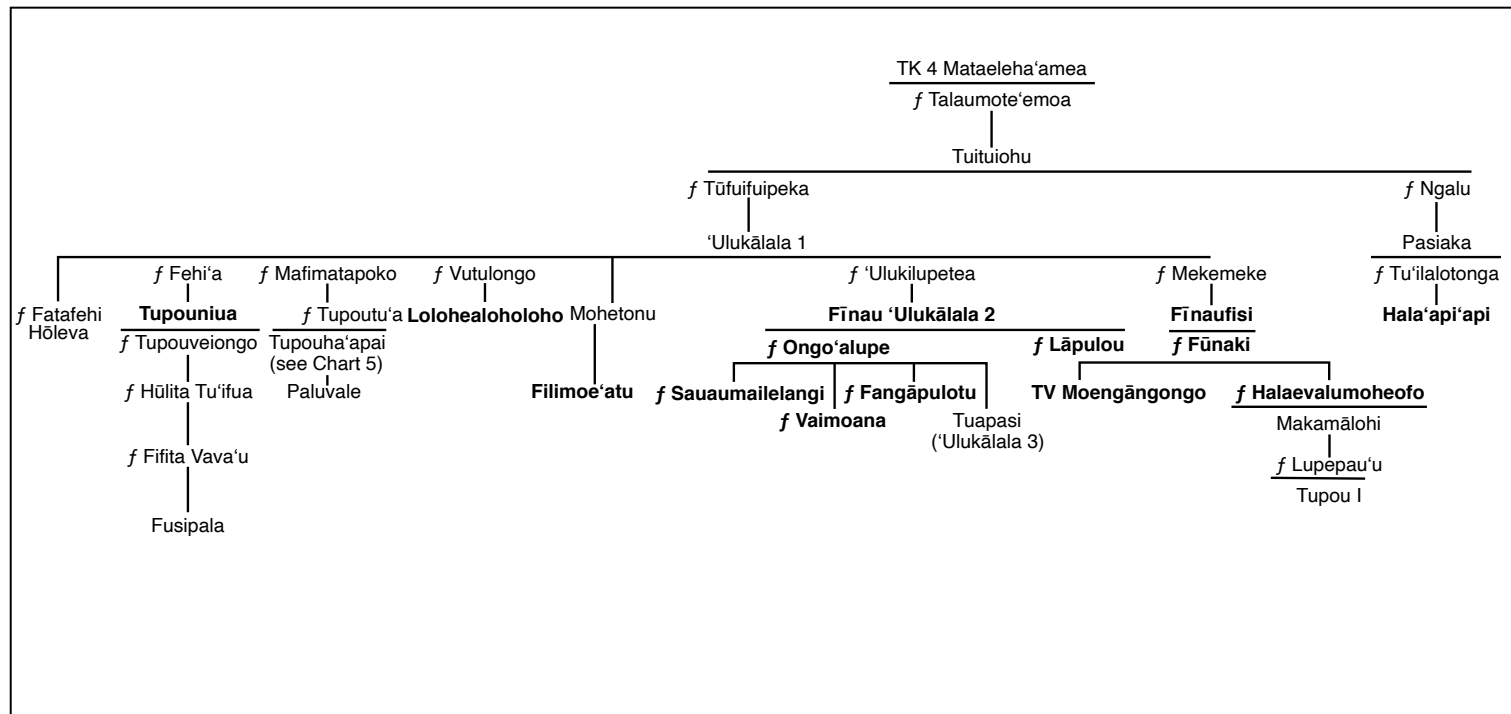 TK 4 Mataeleha‘amea
ƒ Talaumote‘emoa
Tuituiohu
ƒ Tūfuifuipeka
ƒ Ngalu
‘Ulukālala 1
Pasiaka
ƒ Fehi‘a
ƒ Mafimatapoko
ƒ Vutulongo
ƒ ‘Ulukilupetea
ƒ Mekemeke
ƒ Tu‘ilalotonga
ƒ Fatafehi
Hōleva
Tupouniua
ƒ Tupoutu‘a
Lolohealoholoho
Mohetonu
Fīnau ‘Ulukālala 2
Fīnaufisi
Hala‘api‘api
ƒ Tupouveiongo
Tupouha‘apai
(see Chart 5)
ƒ Ongo‘alupe
ƒ Lāpulou
ƒ Fūnaki
ƒ Hūlita Tu‘ifua
Paluvale
Filimoe‘atu
ƒ Sauaumailelangi
ƒ Fangāpulotu
TV Moengāngongo
ƒ Halaevalumoheofo
ƒ Vaimoana
Tuapasi
(‘Ulukālala 3)
Makamālohi
ƒ Fifita Vava‘u
ƒ Lupepau‘u
Tupou I
Fusipala